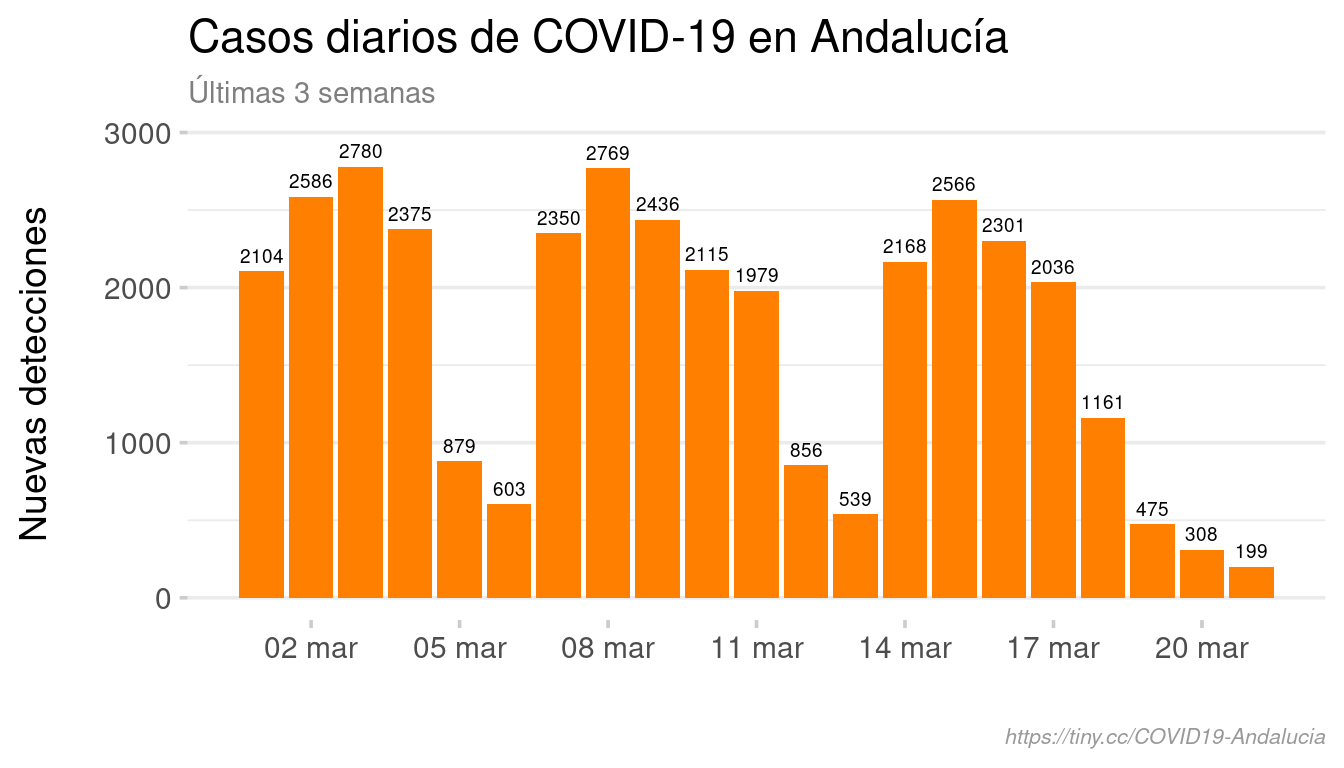 Casos diarios de COVID-19 en Andalucía
Últimas 3 semanas
Nuevas detecciones
3000
2000
1000
0
2104
2586
2780
2375
879
603
2350
2769
2436
2115
1979
856
539
2168
2566
2301
2036
1161
475
308
199
02 mar
05 mar
08 mar
11 mar
14 mar
17 mar
20 mar
https://tiny.cc/COVID19-Andalucia